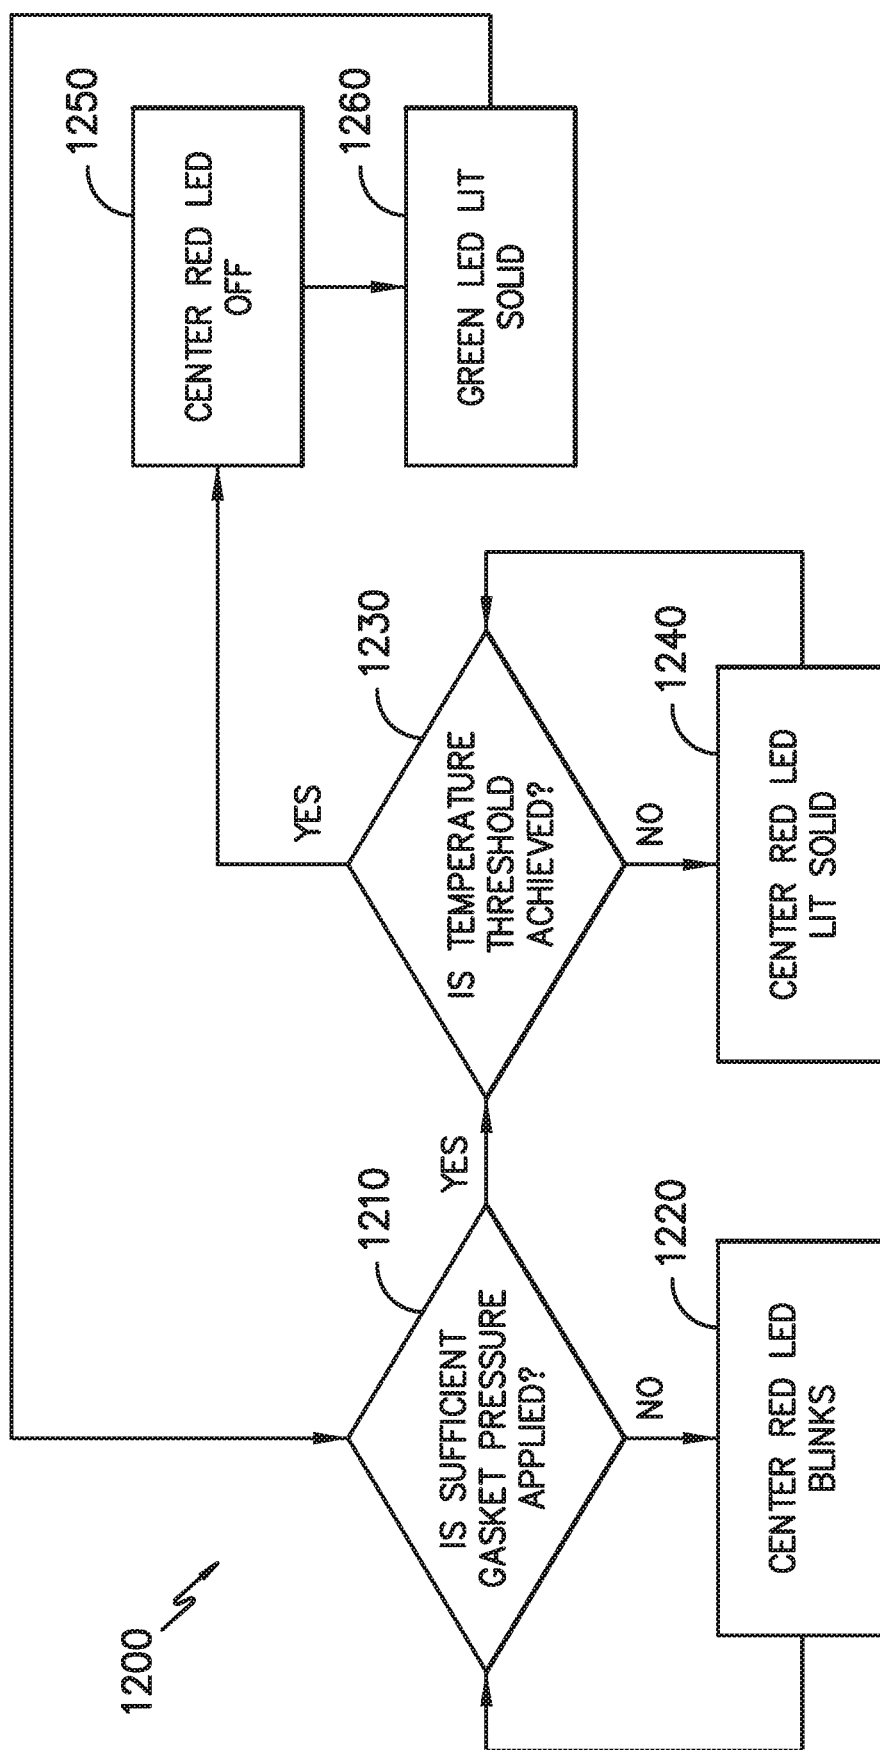 1200
1210
IS SUFFICIENT
GASKET PRESSURE
APPLIED?
YES
NO
1220
CENTER RED LED
BLINKS
1230
IS TEMPERATURE
THRESHOLD
ACHIEVED?
YES
NO
1240
CENTER RED LED
LIT SOLID
1250
CENTER RED LED
OFF
1260
GREEN LED LIT
SOLID